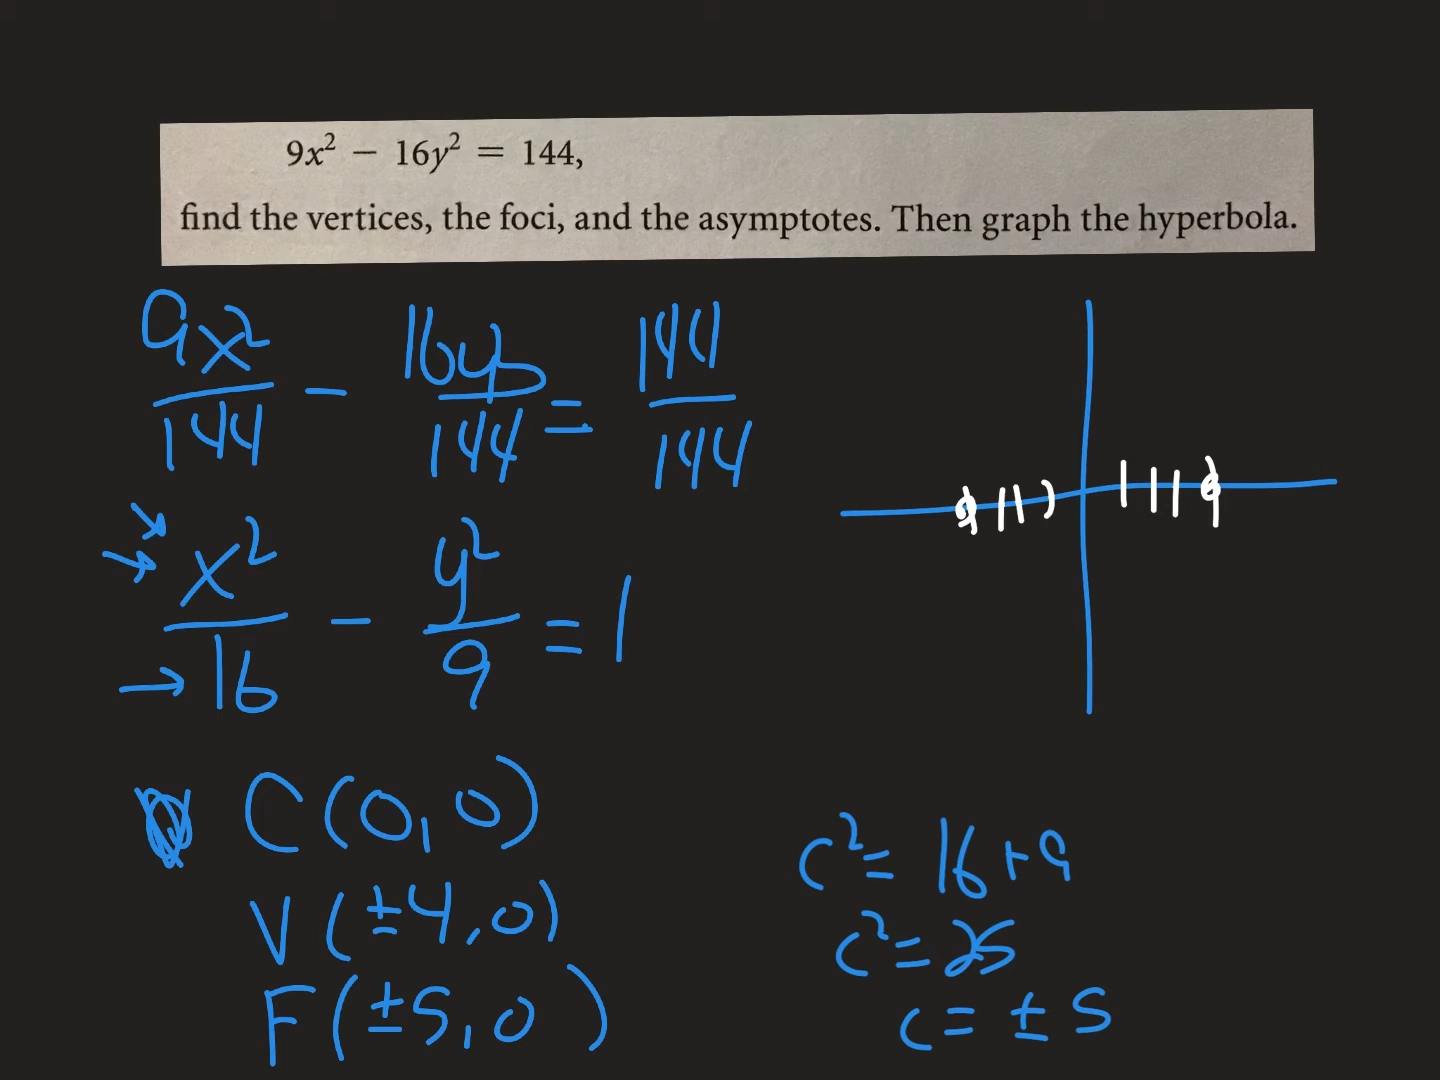 9x² − 16y² = 144,
find the vertices, the foci, and the asymptotes. Then graph the hyperbola.
9x²/144 − 16y²/144 = 144/144
x²/16 − y²/9 = 1
C(0,0)
V(±4,0)
F(±5,0)
c² = 16+9
c² = 25
c = ±5